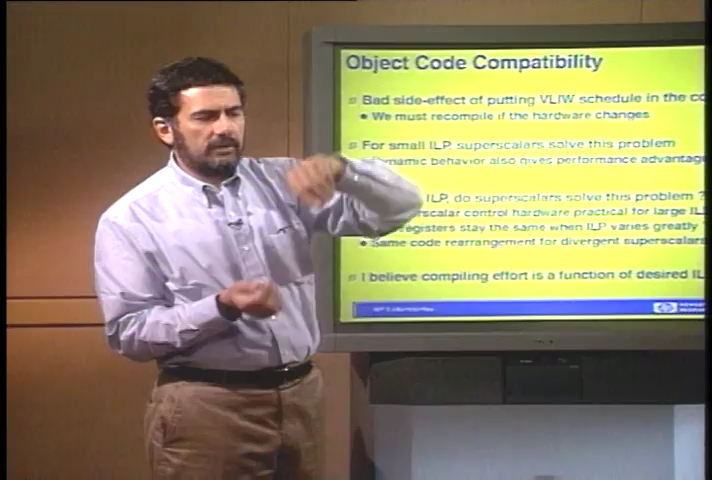 Object Code Compatibility
Bad side-effect of putting VLIW schedule in the
We must recompile if the hardware changes
For small ILP, superscalars solve this problem
namic behavior also gives performance advantag
ILP, do superscalars solve this problem ?
scalar control hardware practical for large IL
registers stay the same when ILP varies greatly ?
Same code rearrangement for divergent superscalars
I believe compiling effort is a function of desired IL
hp